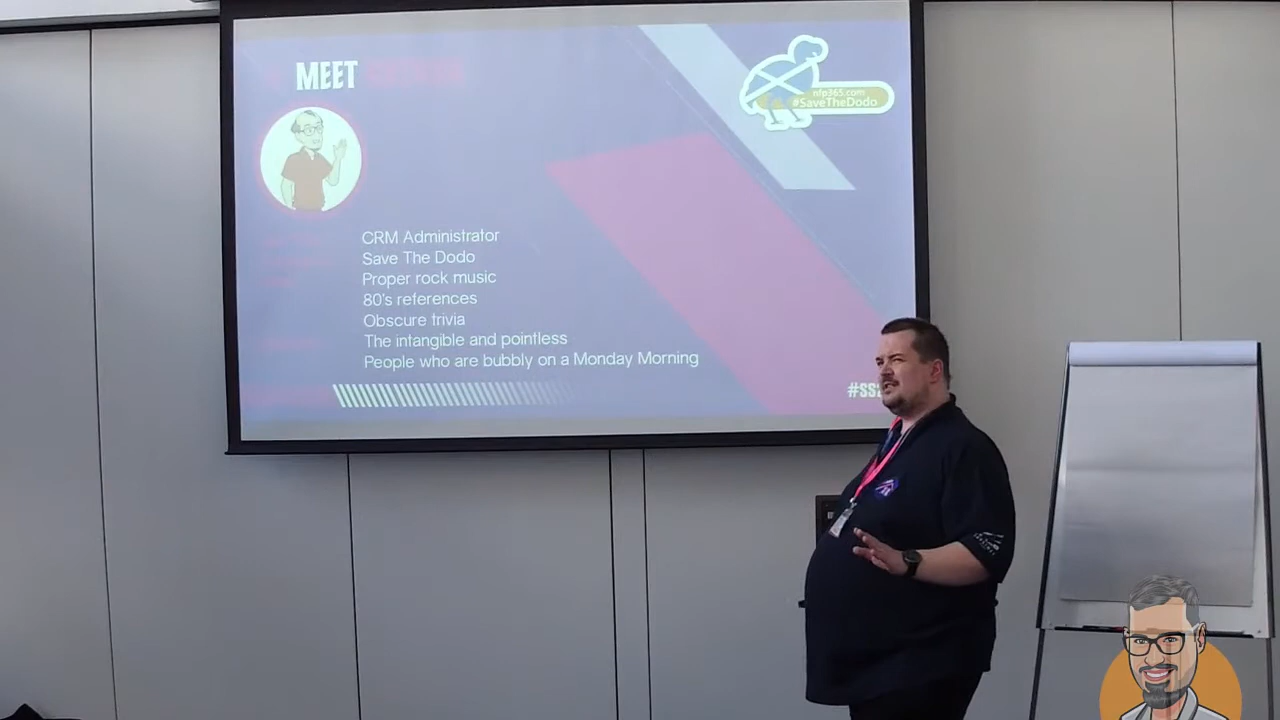 MEET
nfp365.com
#SaveTheDodo
CRM Administrator
Save The Dodo
Proper rock music
80's references
Obscure trivia
The intangible and pointless
People who are bubbly on a Monday Morning